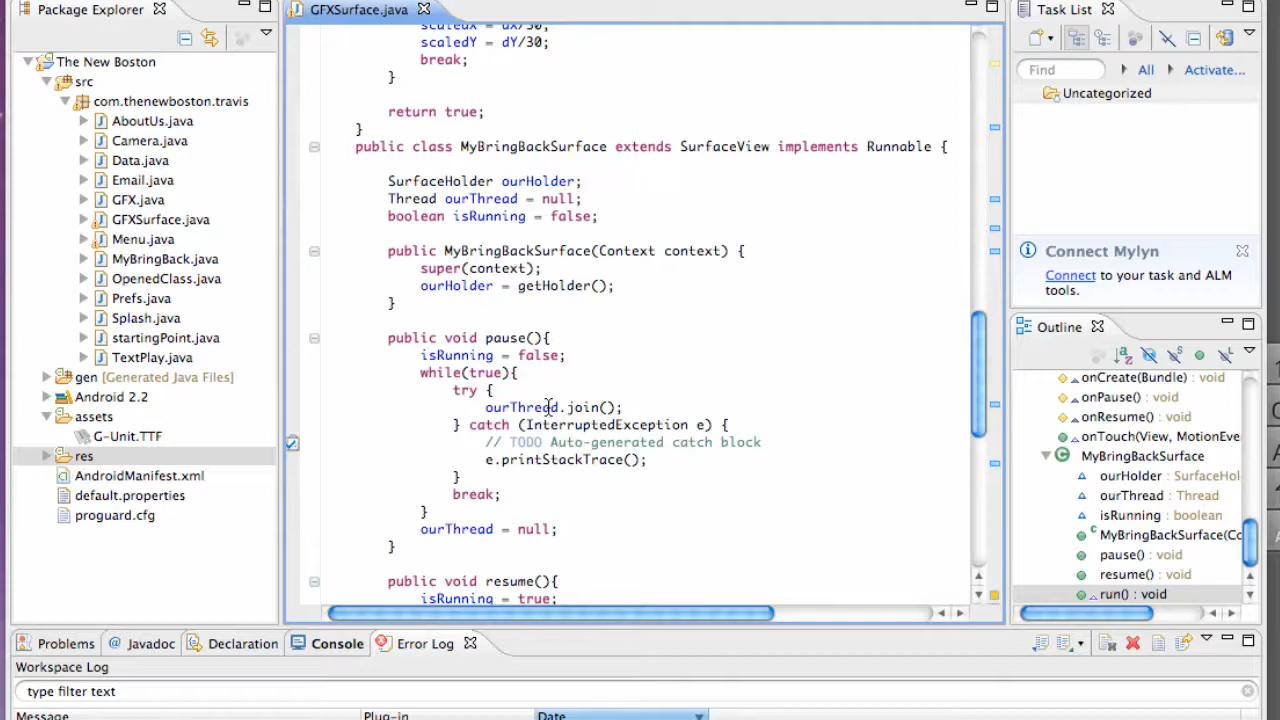 Package Explorer
The New Boston
src
com.thenewboston.travis
AboutUs.java
Camera.java
Data.java
Email.java
GFX.java
GFXSurface.java
Menu.java
MyBringBack.java
OpenedClass.java
Prefs.java
Splash.java
startingPoint.java
TextPlay.java
gen [Generated Java Files]
Android 2.2
assets
G-Unit.TTF
res
AndroidManifest.xml
default.properties
proguard.cfg
GFXSurface.java
scaledX = dX/30;
scaledY = dY/30;
break;
}
return true;
}
public class MyBringBackSurface extends SurfaceView implements Runnable {
SurfaceHolder ourHolder;
Thread ourThread = null;
boolean isRunning = false;
public MyBringBackSurface(Context context) {
super(context);
ourHolder = getHolder();
}
public void pause(){
isRunning = false;
while(true){
try {
ourThread.join();
} catch (InterruptedException e) {
// TODO Auto-generated catch block
e.printStackTrace();
}
break;
}
ourThread = null;
}
public void resume(){
isRunning = true;
Task List
Find
All
Activate...
Uncategorized
Connect Mylyn
Connect to your task and ALM
tools.
Outline
onCreate(Bundle) : void
onPause() : void
onResume() : void
onTouch(View, MotionEve
MyBringBackSurface
ourHolder : SurfaceHol
ourThread : Thread
isRunning : boolean
MyBringBackSurface(Co
pause() : void
resume() : void
run() : void
Problems @ Javadoc Declaration Console Error Log
Workspace Log
type filter text
Message Plug-in Date